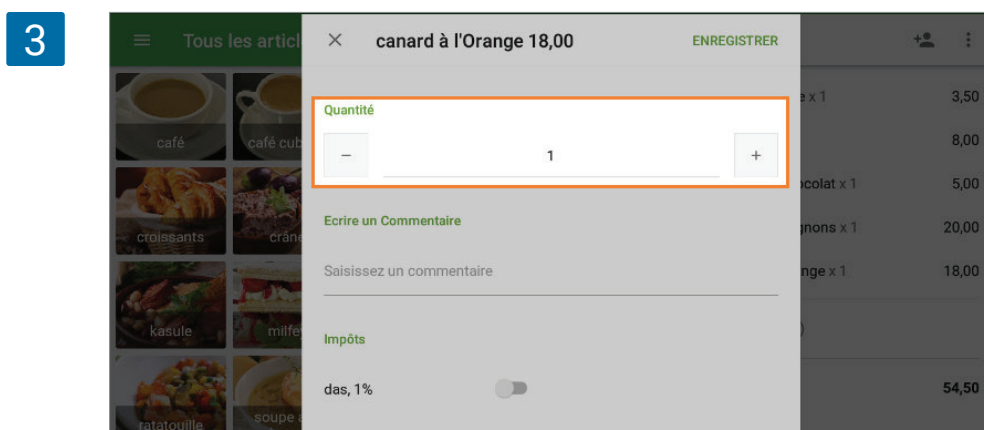 3
Tous les articl
canard à l'Orange 18,00
ENREGISTRER
Quantité
1
Ecrire un Commentaire
Saisissez un commentaire
Impôts
das, 1%
café
café cub
croissants
crâne
kasule
milfe
ratatouille
soupe
e x 1 3,50
8,00
ocolat x 1 5,00
gnons x 1 20,00
nge x 1 18,00
54,50